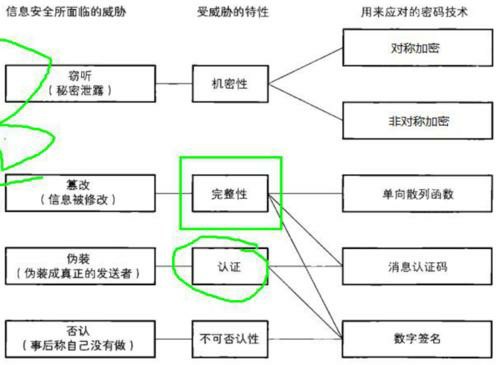 信息安全所面临的威胁
受威胁的特性
用来应对的密码技术
对称加密
窃听
（秘密泄露）
机密性
非对称加密
篡改
（信息被修改）
完整性
单向散列函数
伪装
（伪装成真正的发送者）
认证
消息认证码
否认
（事后称自己没有做）
不可否认性
数字签名